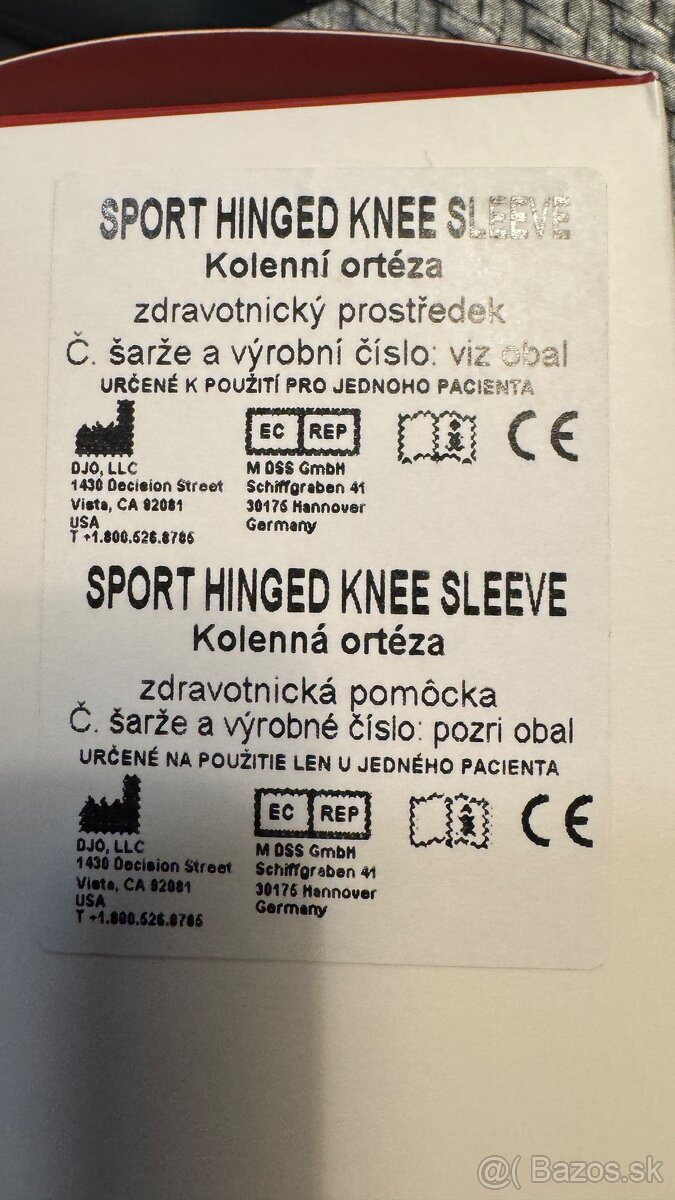 SPORT HINGED KNEE SLEEVE
Kolenní ortéza
zdravotnický prostředek
Č. šarže a výrobní číslo: viz obal
URČENÉ K POUŽITÍ PRO JEDNOHO PACIENTA
EC REP
CE
DJO, LLC
1430 Decision Street
Vista, CA 92081
USA
T +1.800.526.8785
M DSS GmbH
Schiffgraben 41
30175 Hannover
Germany
SPORT HINGED KNEE SLEEVE
Kolenná ortéza
zdravotnická pomôcka
Č. šarže a výrobné číslo: pozri obal
URČENÉ NA POUŽITIE LEN U JEDNÉHO PACIENTA
EC REP
CE
DJO, LLC
1430 Decision Street
Vista, CA 92081
USA
T +1.800.526.8785
M DSS GmbH
Schiffgraben 41
30175 Hannover
Germany
@( Bazos.sk